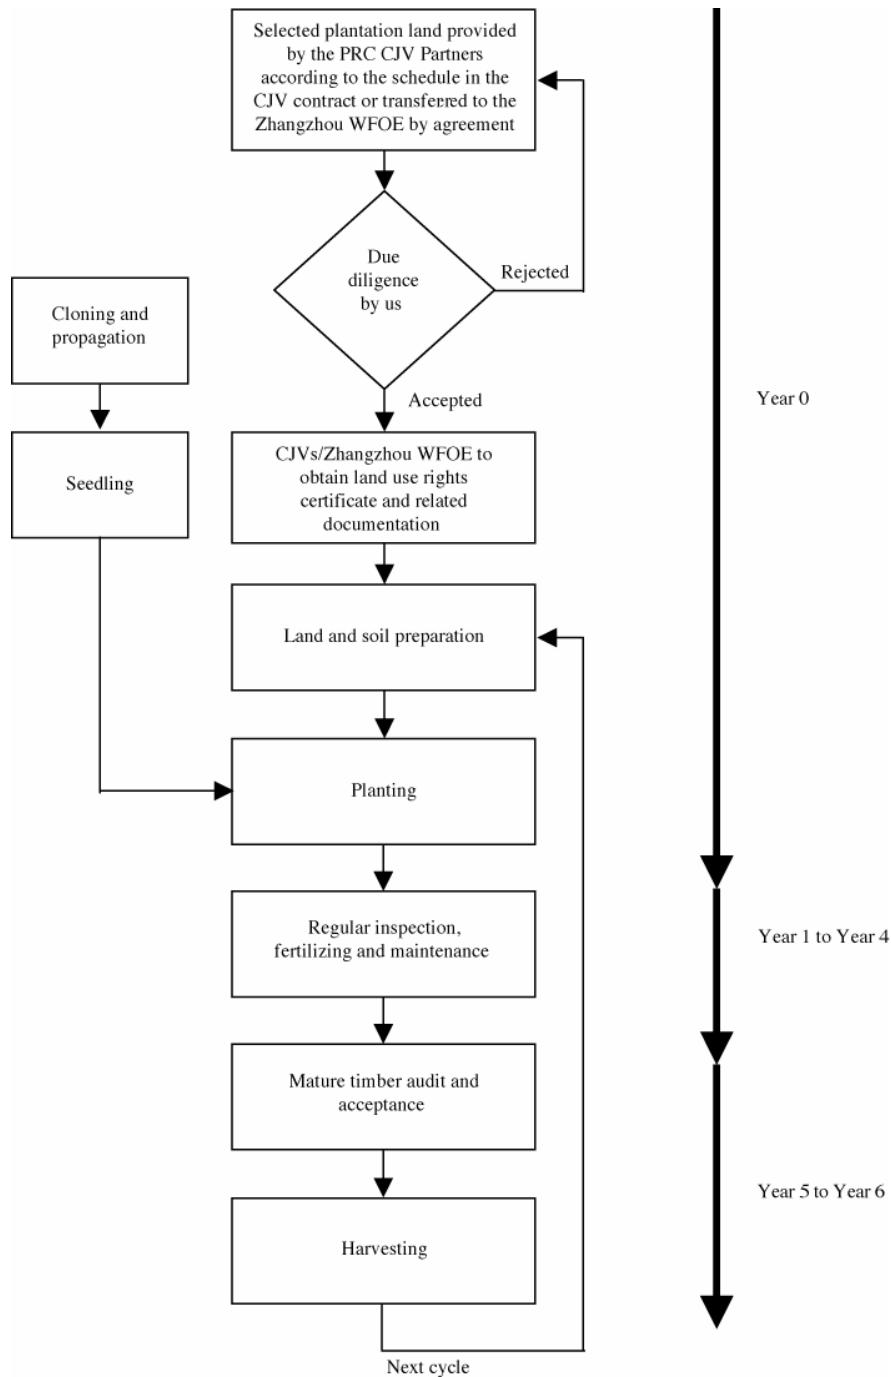 Selected plantation land provided
by the PRC CJV Partners
according to the schedule in the
CJV contract or transferred to the
Zhangzhou WFOE by agreement
Due
diligence
by us
Rejected
Cloning and
propagation
Accepted
Year 0
Seedling
CJVs/Zhangzhou WFOE to
obtain land use rights
certificate and related
documentation
Land and soil preparation
Planting
Regular inspection,
fertilizing and maintenance
Year 1 to Year 4
Mature timber audit and
acceptance
Year 5 to Year 6
Harvesting
Next cycle